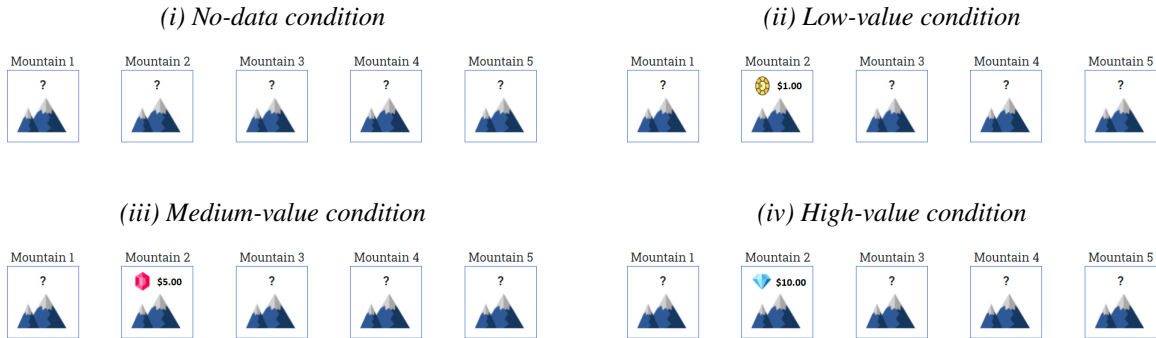 (i) No-data condition
Mountain 1 Mountain 2 Mountain 3 Mountain 4 Mountain 5
? ? ? ? ?
(ii) Low-value condition
Mountain 1 Mountain 2 Mountain 3 Mountain 4 Mountain 5
? $1.00 ? ? ?
(iii) Medium-value condition
Mountain 1 Mountain 2 Mountain 3 Mountain 4 Mountain 5
? $5.00 ? ? ?
(iv) High-value condition
Mountain 1 Mountain 2 Mountain 3 Mountain 4 Mountain 5
? $10.00 ? ? ?